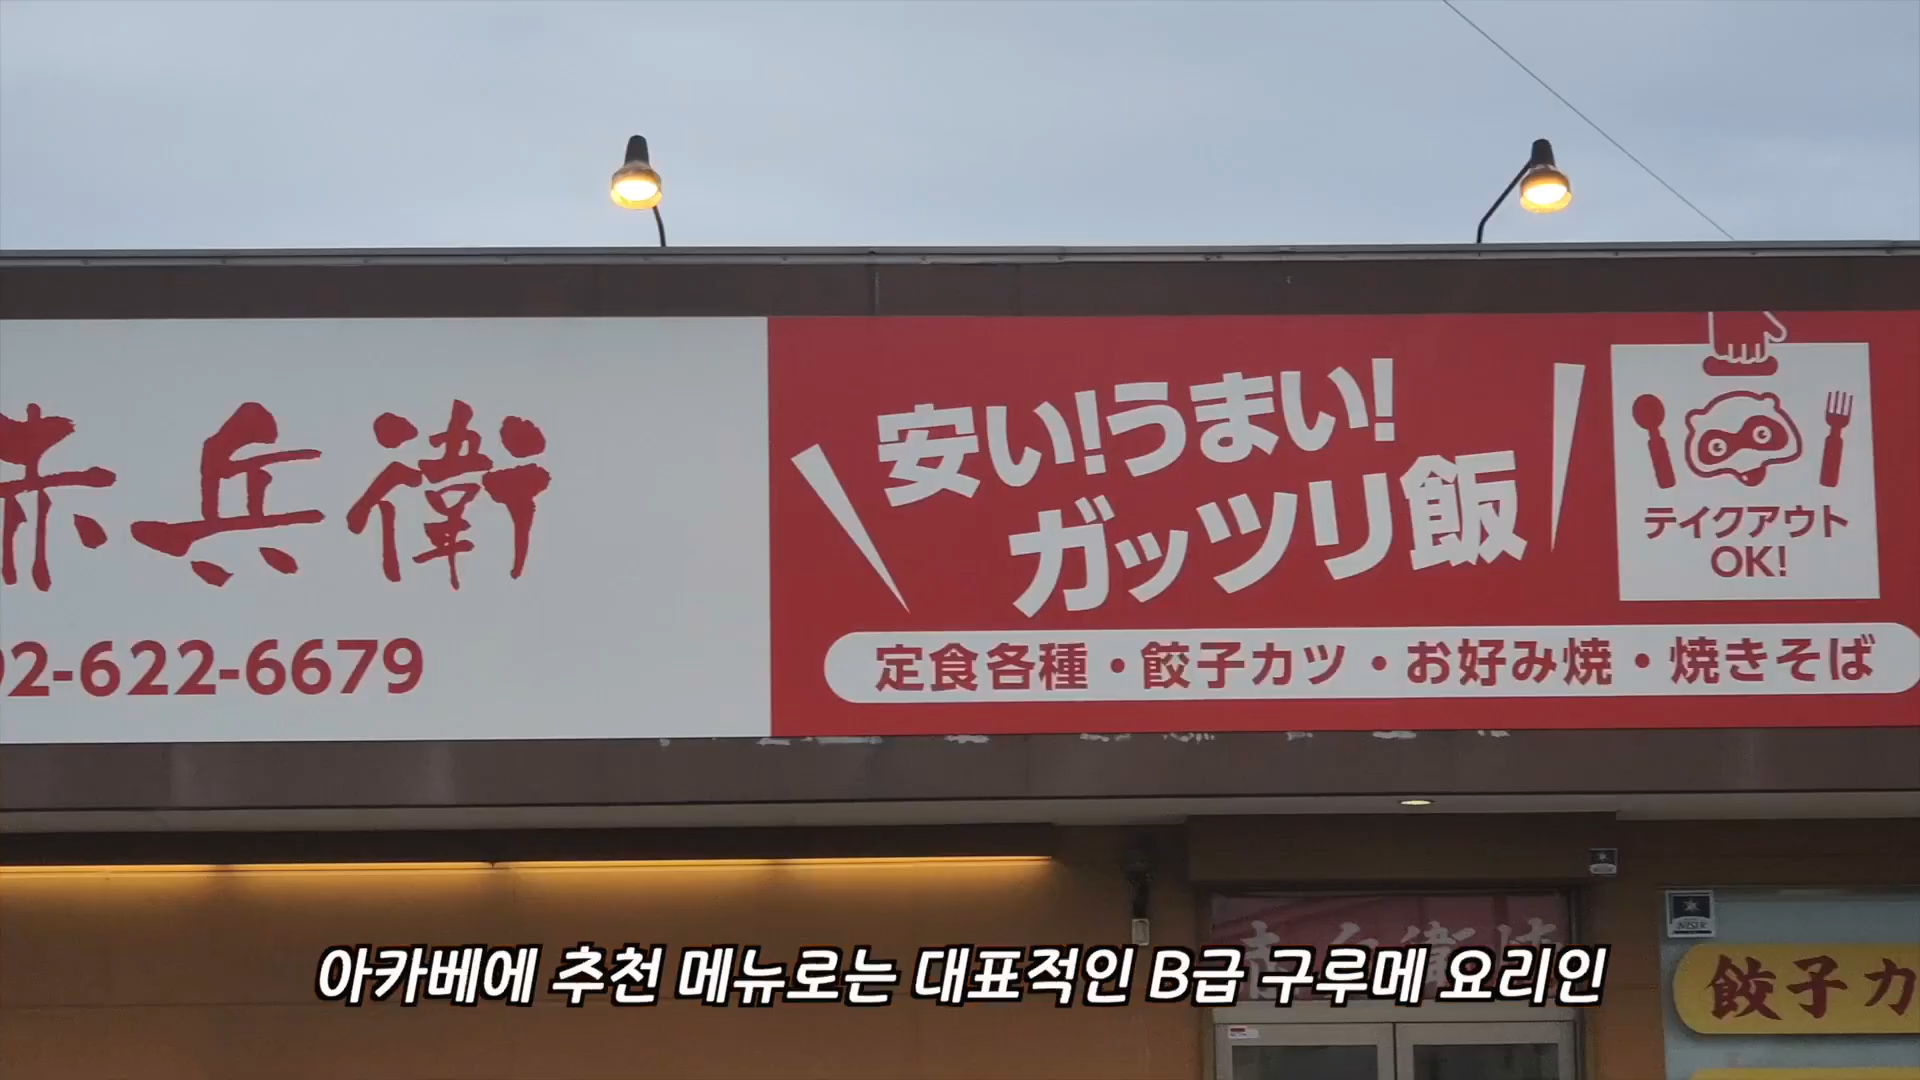 赤兵衛
92-622-6679
安い!うまい!
ガッツリ飯
テイクアウト
OK!
定食各種・餃子カツ・お好み焼・焼きそば
餃子カ
아카베에 추천 메뉴로는 대표적인 B급 구루메 요리인